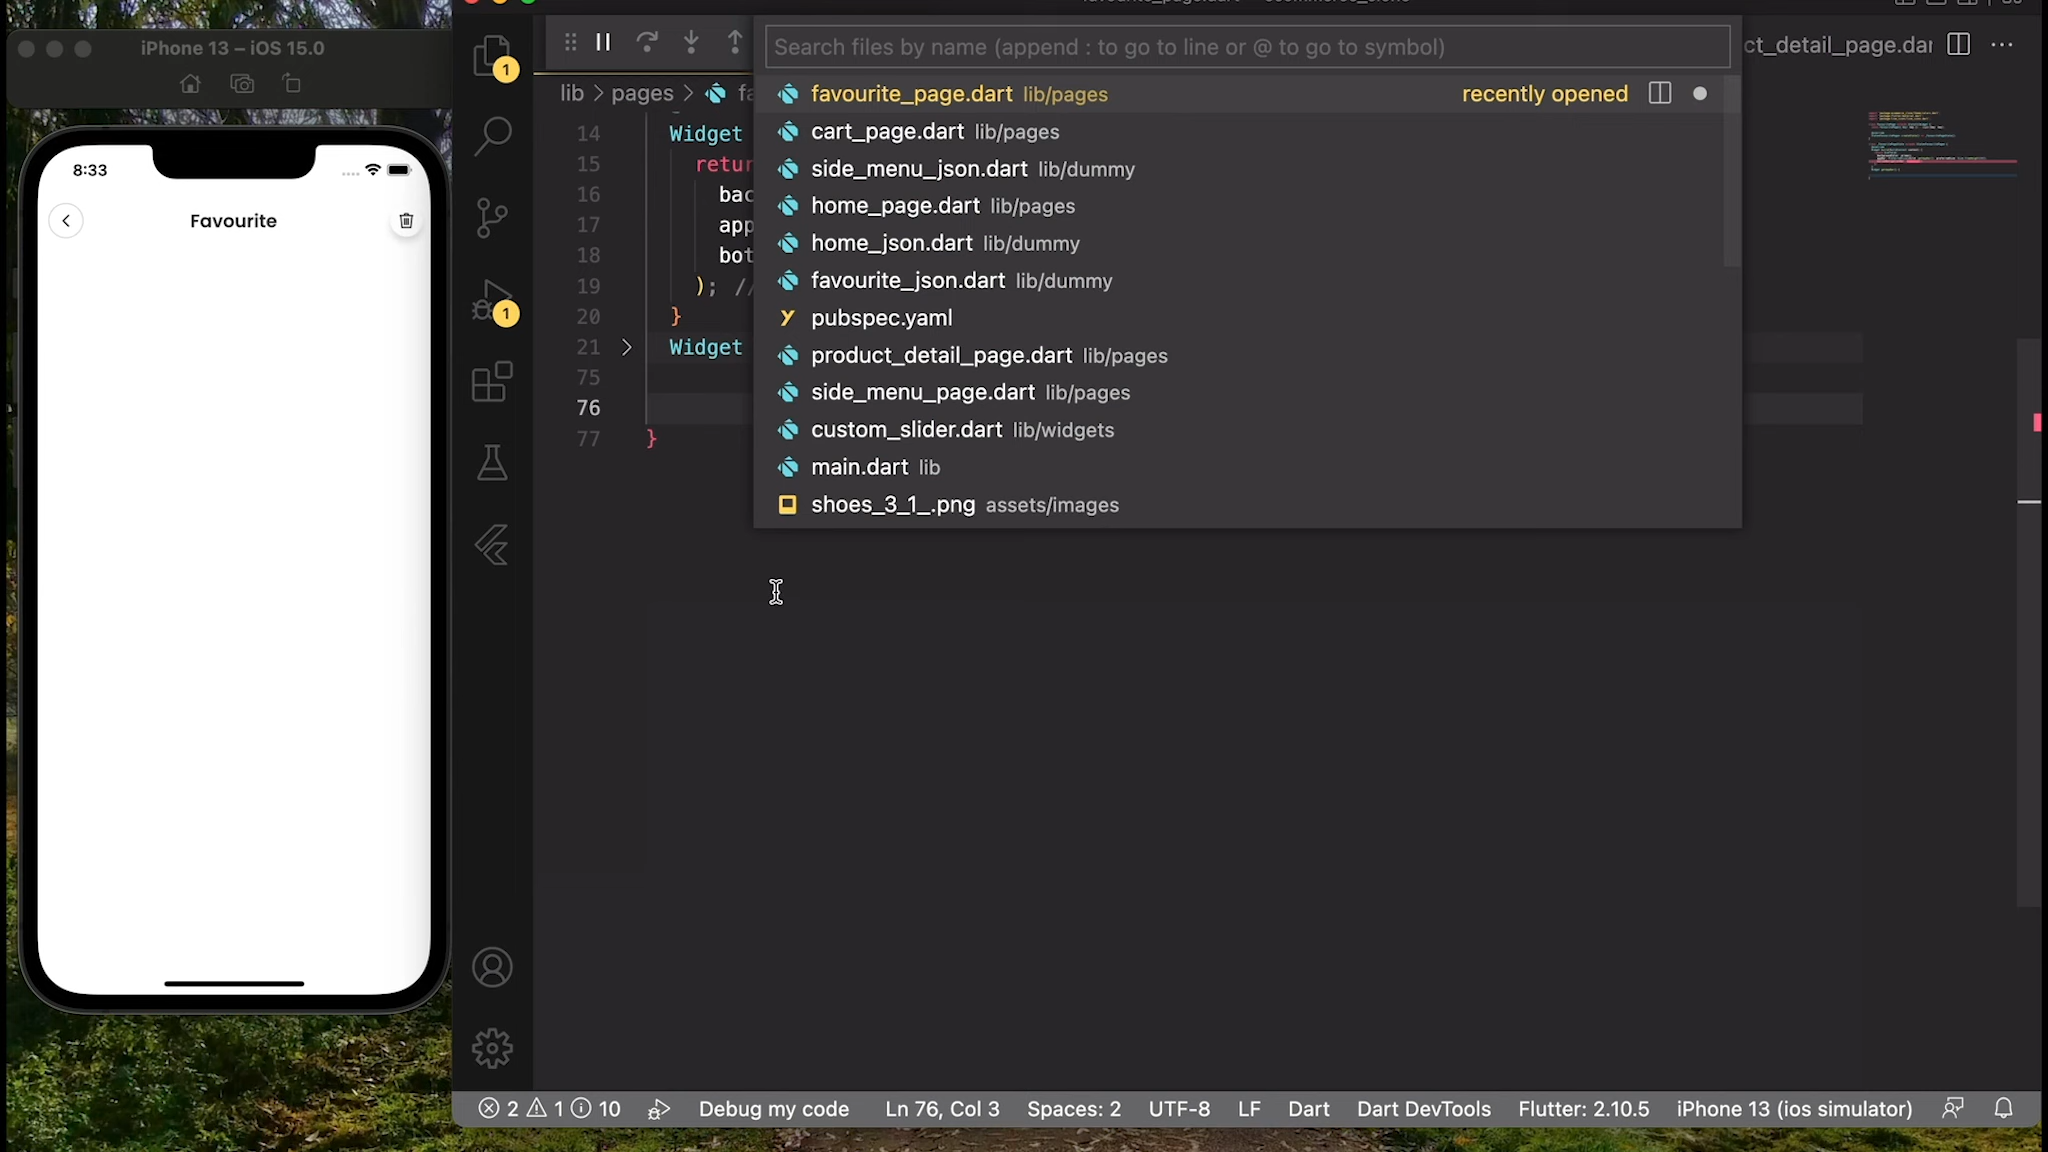 iPhone 13 – iOS 15.0
8:33
Favourite
1
1
Search files by name (append : to go to line or @ to go to symbol)
ct_detail_page.dar
lib > pages > fa
favourite_page.dart lib/pages recently opened
cart_page.dart lib/pages
side_menu_json.dart lib/dummy
home_page.dart lib/pages
home_json.dart lib/dummy
favourite_json.dart lib/dummy
pubspec.yaml
product_detail_page.dart lib/pages
side_menu_page.dart lib/pages
custom_slider.dart lib/widgets
main.dart lib
shoes_3_1_.png assets/images
14 Widget
15 retur
16 bac
17 app
18 bot
19 ); //
20 }
21 Widget
75
76
77 }
2 1 10 Debug my code Ln 76, Col 3 Spaces: 2 UTF-8 LF Dart Dart DevTools Flutter: 2.10.5 iPhone 13 (ios simulator)